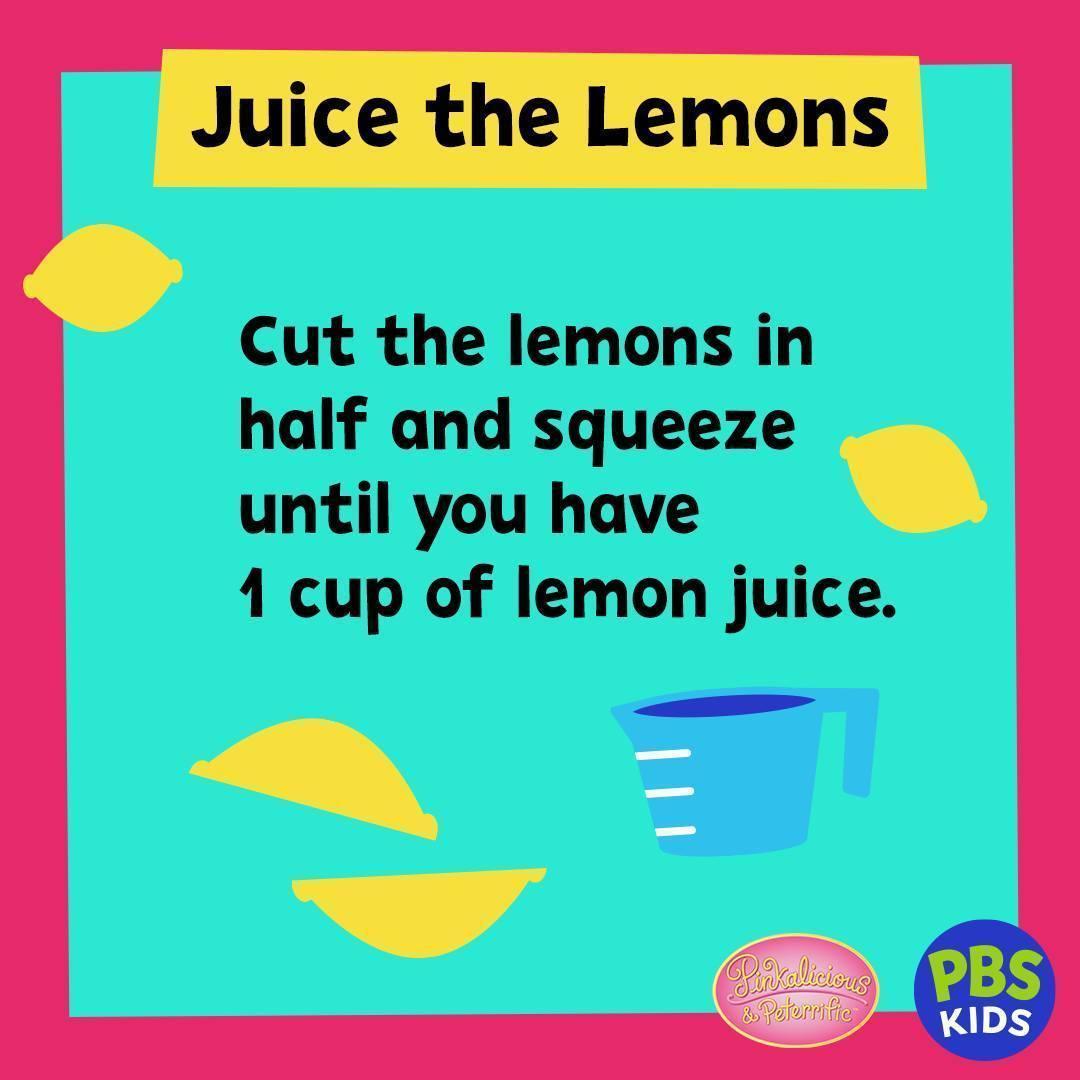 Juice the Lemons
Cut the lemons in
half and squeeze
until you have
1 cup of lemon juice.
Pinkalicious
& Peterrific
PBS
KIDS